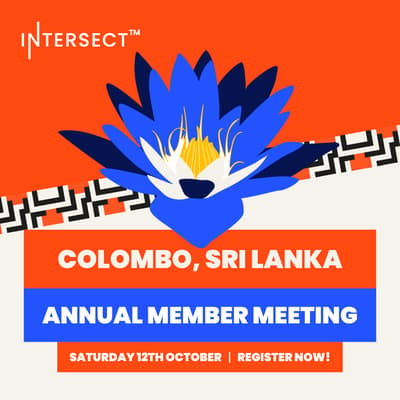 INTERSECT™
COLOMBO, SRI LANKA
ANNUAL MEMBER MEETING
SATURDAY 12TH OCTOBER | REGISTER NOW!